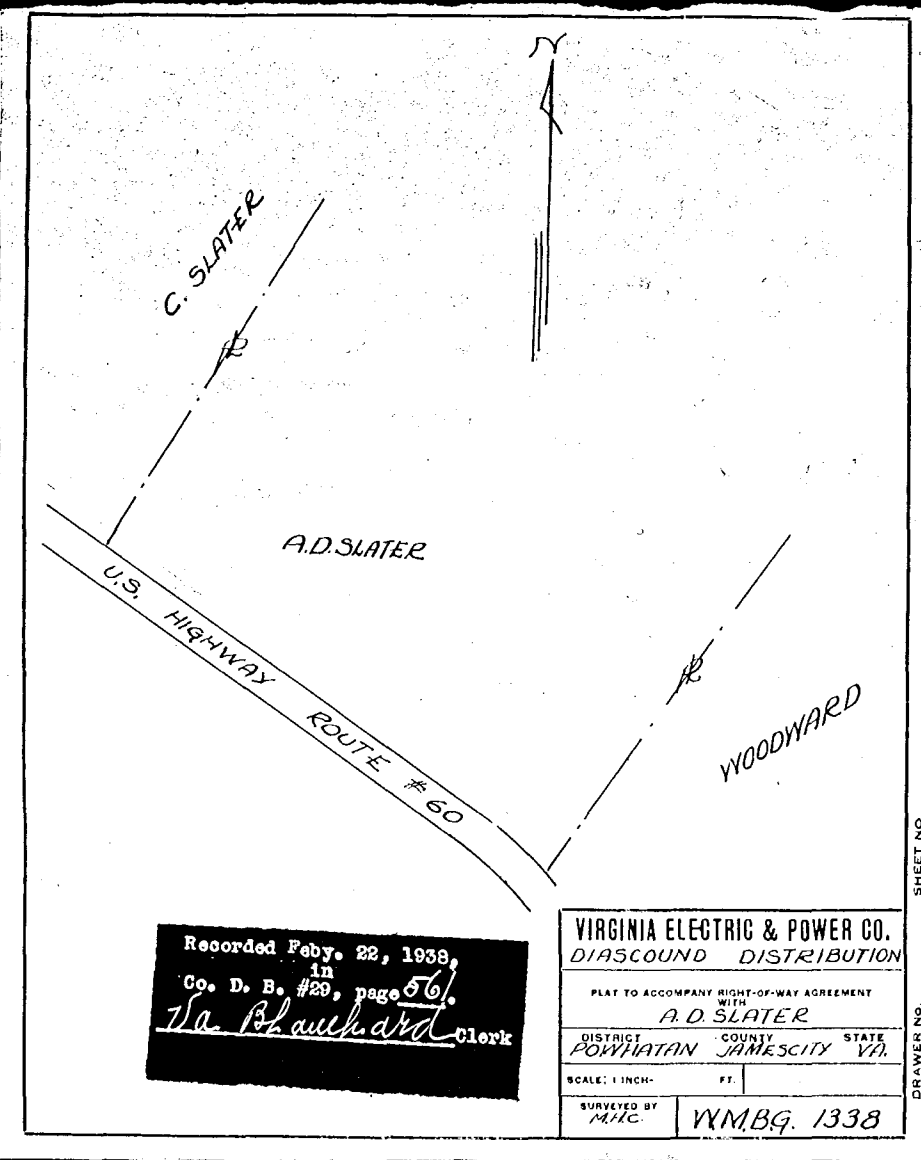 N
C. SLATER
PL
A.D. SLATER
U.S. HIGHWAY ROUTE #60
PL
WOODWARD
SHEET NO.
DRAWER NO.
Recorded Feby. 22, 1938,
in
Co. D. B. #29, page 561.
Va Blanchard Clerk
VIRGINIA ELECTRIC & POWER CO.
DIASCOUND DISTRIBUTION
PLAT TO ACCOMPANY RIGHT-OF-WAY AGREEMENT
WITH
A. D. SLATER
DISTRICT COUNTY STATE
POWHATAN JAMESCITY VA.
SCALE: 1 INCH- FT.
SURVEYED BY
M.H.C.
W.M.B.G. 1338